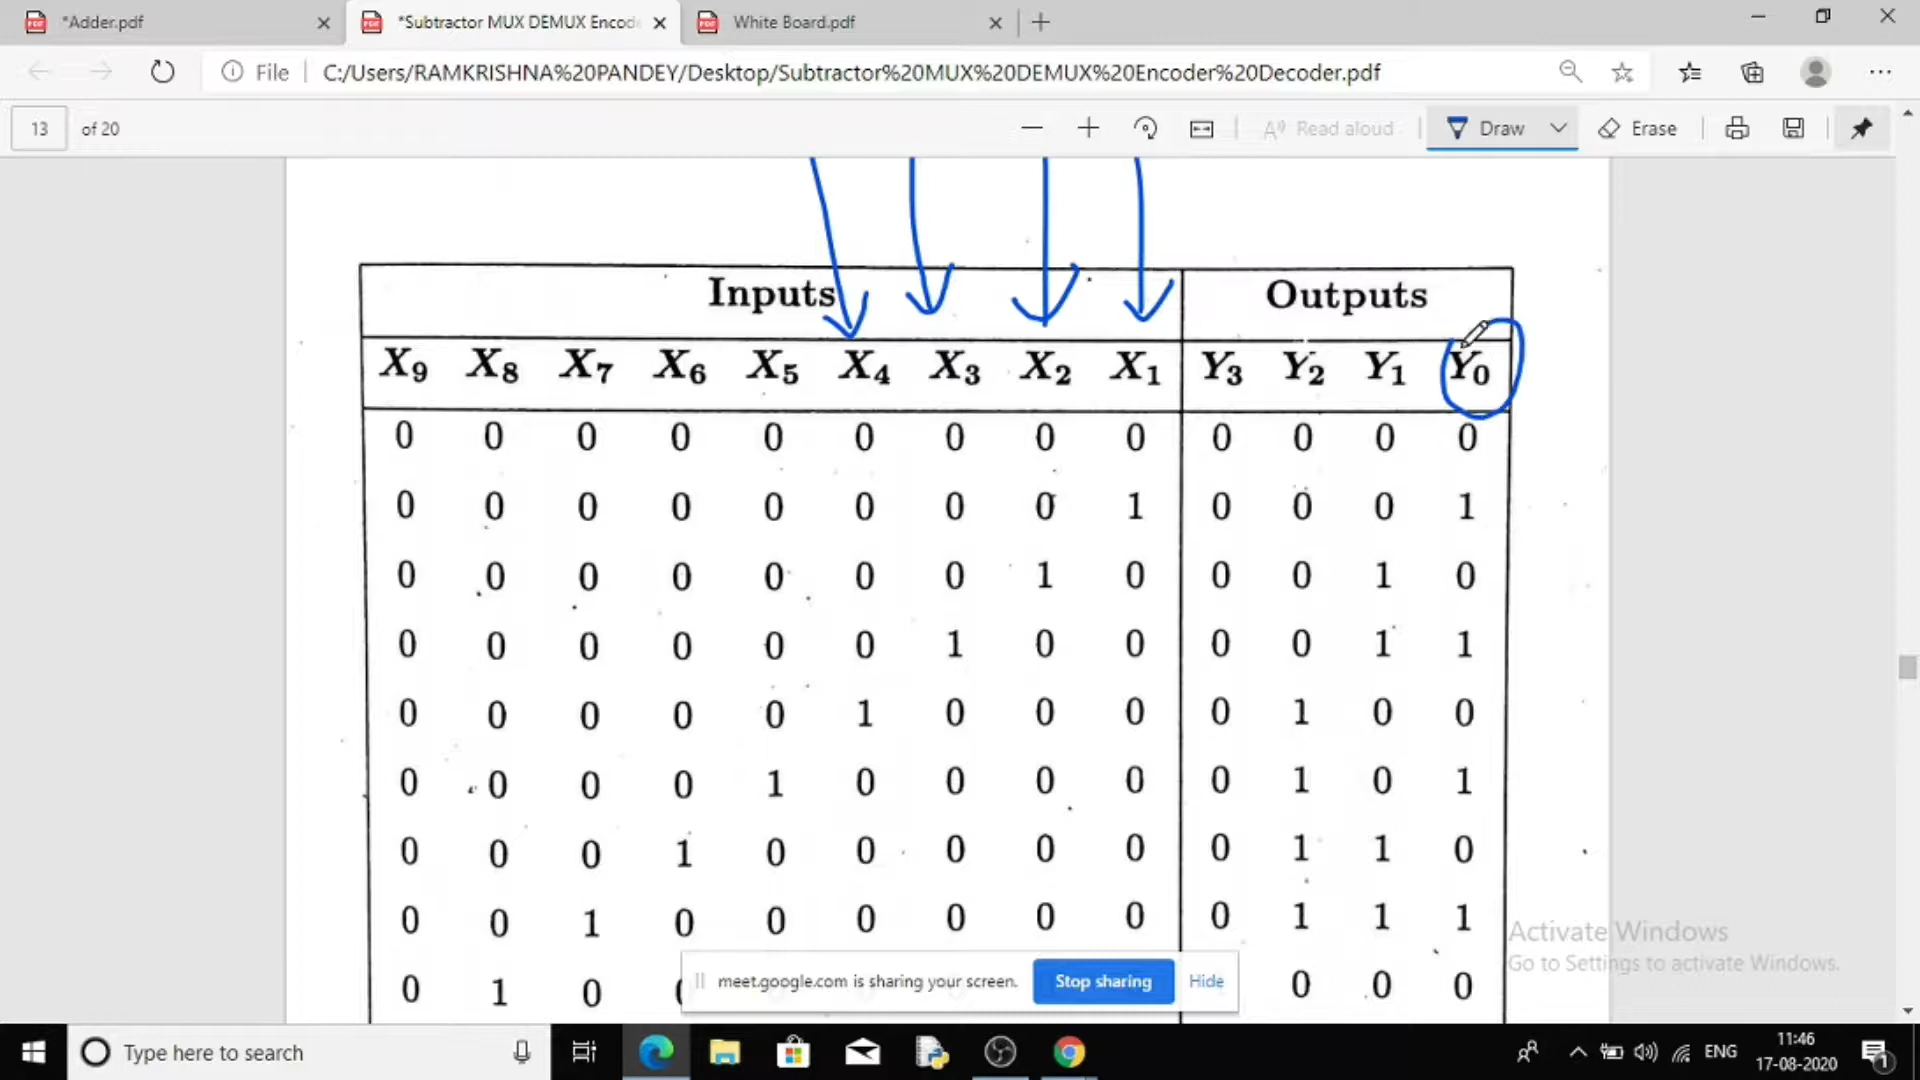 *Adder.pdf
*Subtractor MUX DEMUX Encode
White Board.pdf
File
C:/Users/RAMKRISHNA%20PANDEY/Desktop/Subtractor%20MUX%20DEMUX%20Encoder%20Decoder.pdf
13 of 20
Read aloud
Draw
Erase
Inputs Outputs
X9 X8 X7 X6 X5 X4 X3 X2 X1 Y3 Y2 Y1 Y0
0 0 0 0 0 0 0 0 0 0 0 0 0
0 0 0 0 0 0 0 0 1 0 0 0 1
0 0 0 0 0 0 0 1 0 0 0 1 0
0 0 0 0 0 0 1 0 0 0 0 1 1
0 0 0 0 0 1 0 0 0 0 1 0 0
0 0 0 0 1 0 0 0 0 0 1 0 1
0 0 0 1 0 0 0 0 0 0 1 1 0
0 0 1 0 0 0 0 0 0 0 1 1 1
0 1 0 0 0 0
Activate Windows
Go to Settings to activate Windows.
meet.google.com is sharing your screen.
Stop sharing
Hide
Type here to search
ENG
11:46
17-08-2020
1